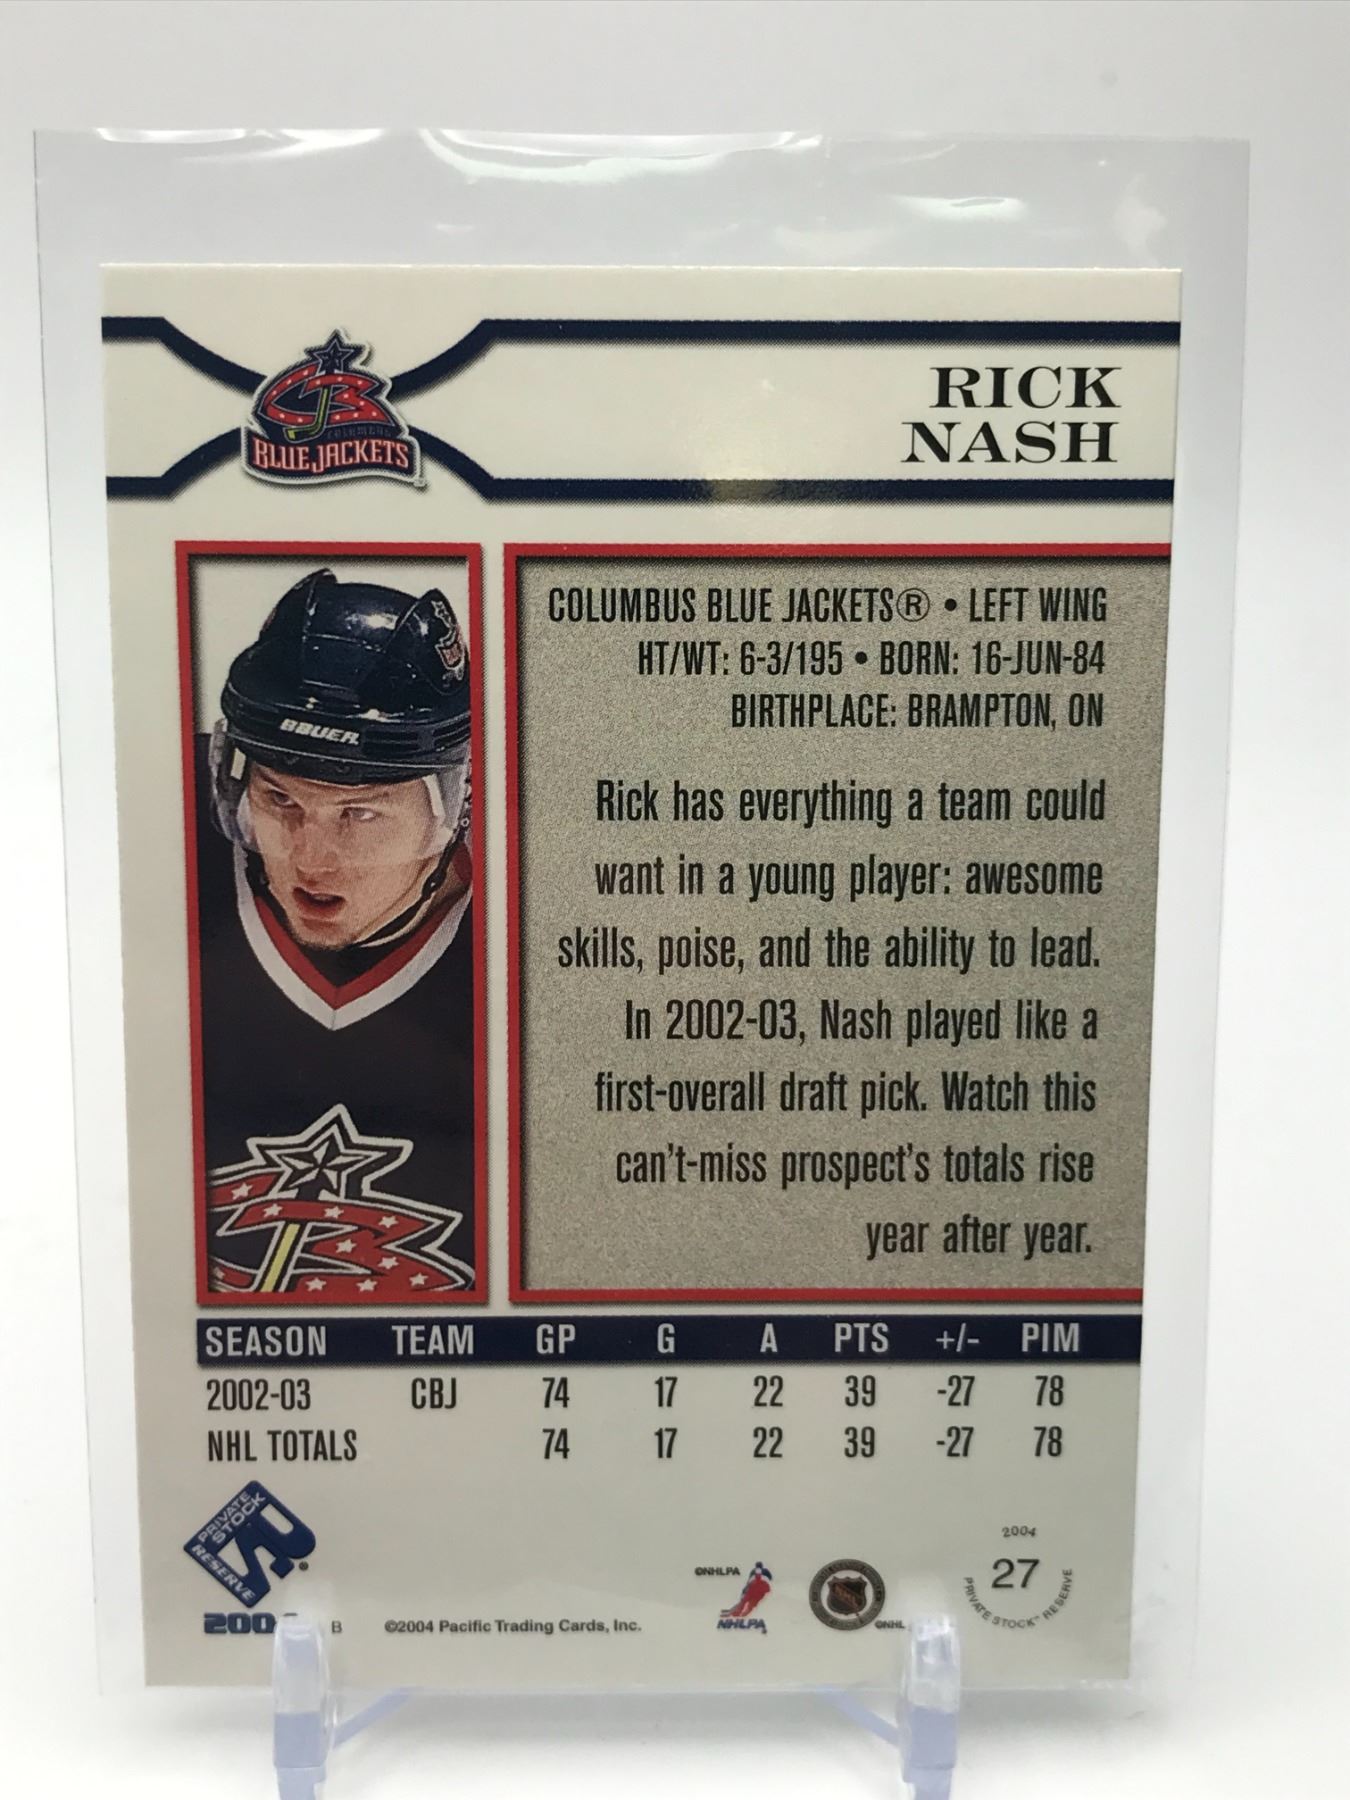 RICK
NASH
COLUMBUS
BLUE JACKETS
BAUER
COLUMBUS BLUE JACKETS® • LEFT WING
HT/WT: 6-3/195 • BORN: 16-JUN-84
BIRTHPLACE: BRAMPTON, ON
Rick has everything a team could
want in a young player: awesome
skills, poise, and the ability to lead.
In 2002-03, Nash played like a
first-overall draft pick. Watch this
can't-miss prospect's totals rise
year after year.
SEASON TEAM GP G A PTS +/- PIM
2002-03 CBJ 74 17 22 39 -27 78
NHL TOTALS 74 17 22 39 -27 78
PRIVATE
STOCK
RESERVE
B
©2004 Pacific Trading Cards, Inc.
©NHLPA
NHLPA
NHL
©NHL
2004
27
PRIVATE STOCK™ RESERVE